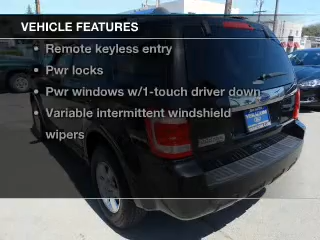 VEHICLE FEATURES
• Remote keyless entry
• Pwr locks
• Pwr windows w/1-touch driver down
• Variable intermittent windshield
wipers